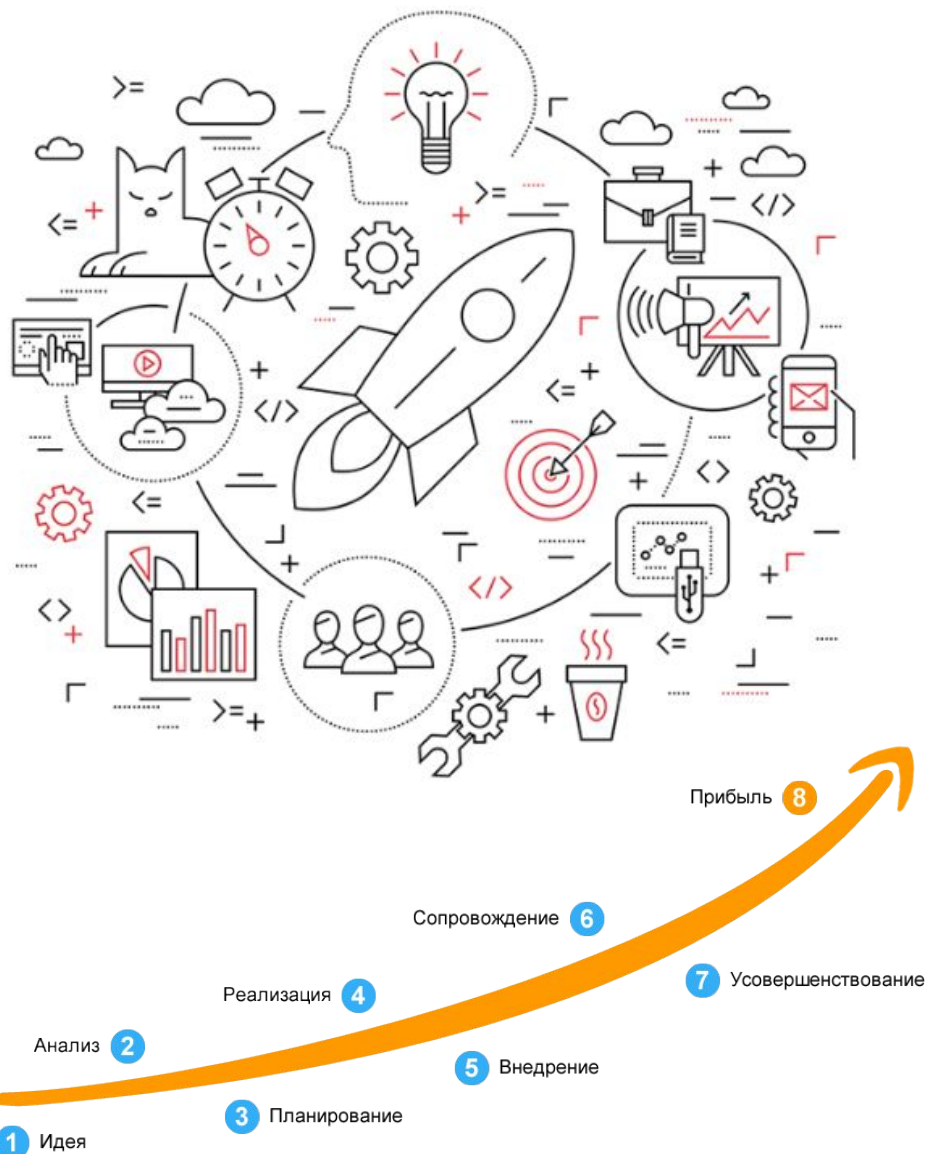 >=
</>
<=
>=
</>
<=
<>
<=
</>
<>
<=
>=
Прибыль 8
Сопровождение 6
7 Усовершенствование
Реализация 4
Анализ 2
5 Внедрение
3 Планирование
1 Идея